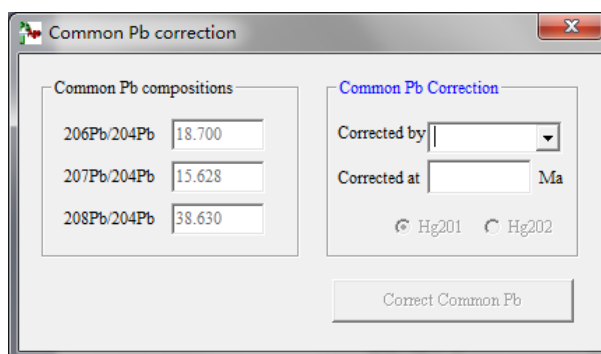 Common Pb correction
Common Pb compositions
206Pb/204Pb 18.700
207Pb/204Pb 15.628
208Pb/204Pb 38.630
Common Pb Correction
Corrected by
Corrected at Ma
Hg201 Hg202
Correct Common Pb